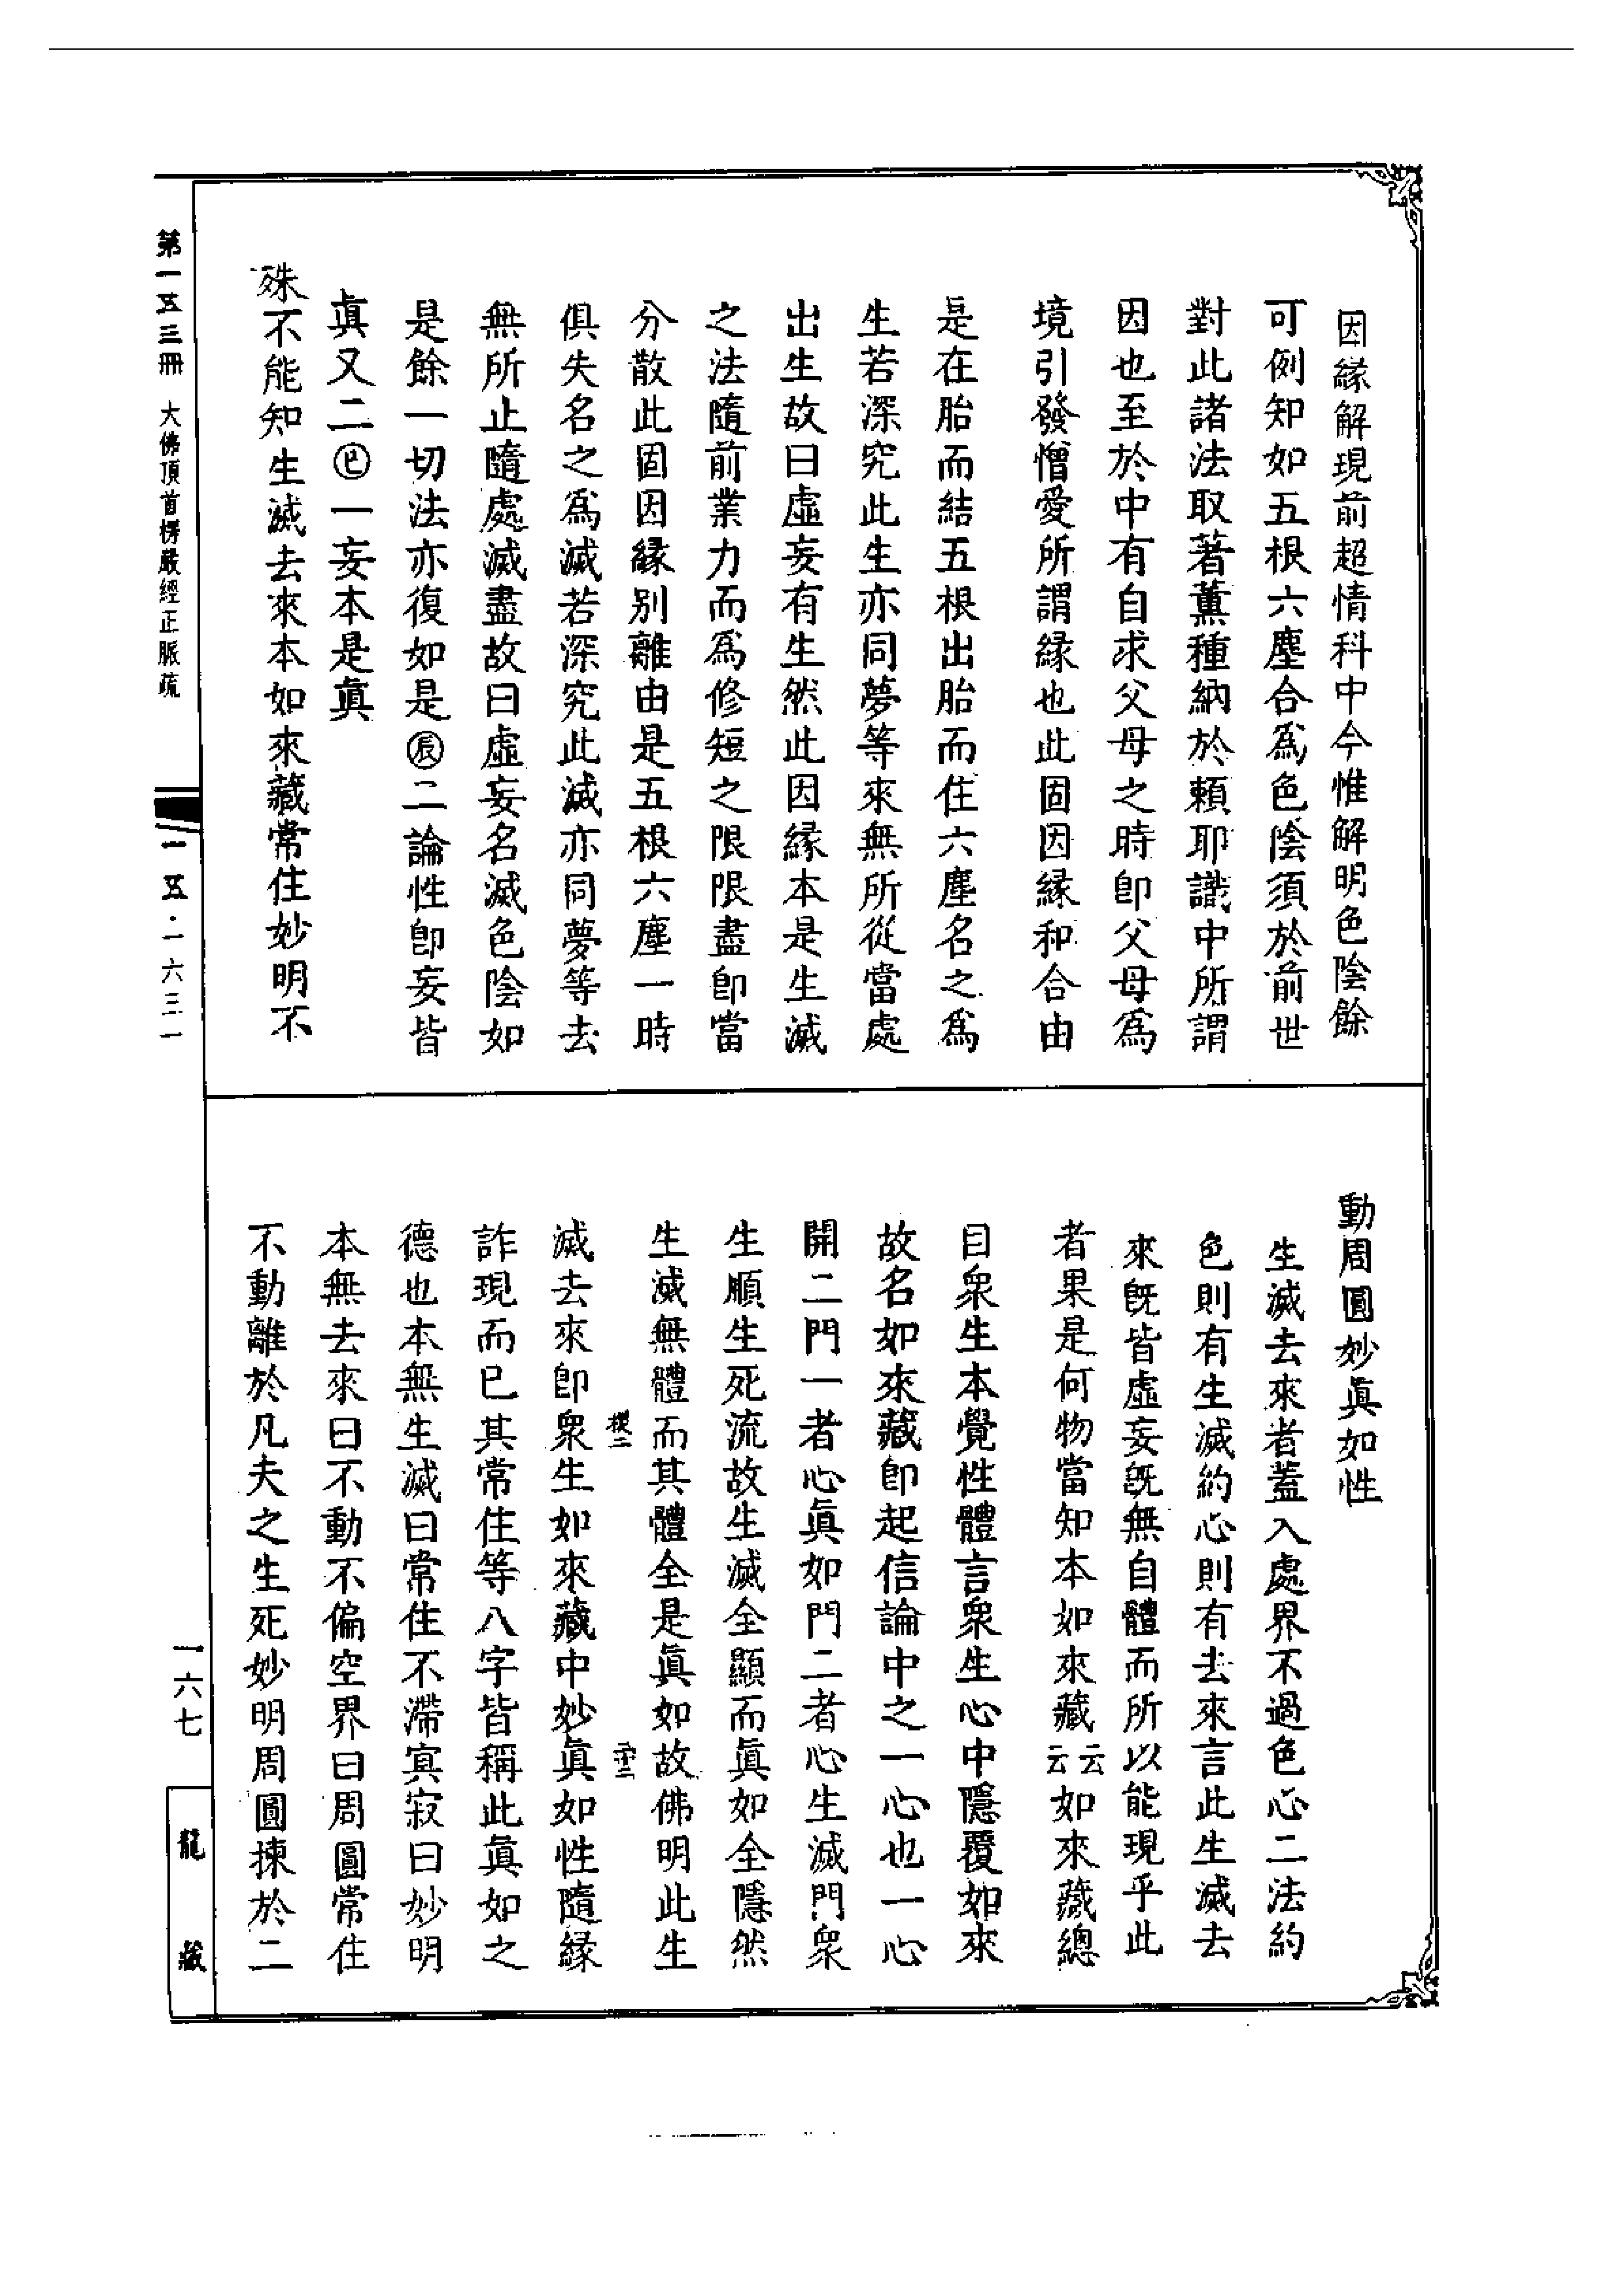 因緣解現前超情科中今惟解明色陰餘
可例知如五根六塵合為色陰須於前世
對此諸法取著薰種納於賴耶識中所謂
因也至於中有自求父母之時卽父母為
境引發憎愛所謂緣也此固因緣和合由
是在胎而結五根出胎而住六塵名之為
生若深究此生亦同夢等來無所從當處
出生故曰虛妄有生然此因緣本是生滅
之法隨前業力而為修短之限限盡卽當
分散此固因緣別離由是五根六塵一時
俱失名之為滅若深究此滅亦同夢等去
無所止隨處滅盡故曰虛妄名滅色陰如
是餘一切法亦復如是㊀辰二論性卽妄皆
眞又二巳一妄本是眞
殊不能知生滅去來本如來藏常住妙明不
動周圓妙眞如性
生滅去來者蓋入處界不過色心二法約
色則有生滅約心則有去來言此生滅去
來旣皆虛妄旣無自體而所以能現乎此
者果是何物當知本如來藏云云如來藏總
目衆生本覺性體言衆生心中隱覆如來
故名如來藏卽起信論中之一心也一心
開二門一者心眞如門二者心生滅門衆
生順生死流故生滅全顯而眞如全隱然
生滅無體而其體全是眞如故佛明此生
滅去來卽衆生如來藏中妙眞如性隨緣
詐現而已其常住等八字皆稱此眞如之
德也本無生滅曰常住不滯寂寂曰妙明
本無去來曰不動不偏空界曰周圓常住
不動離於凡夫之生死妙明周圓揀於二
第一五三冊 大佛頂首楞嚴經正脈疏
一五·一六三一
一六七
龍藏